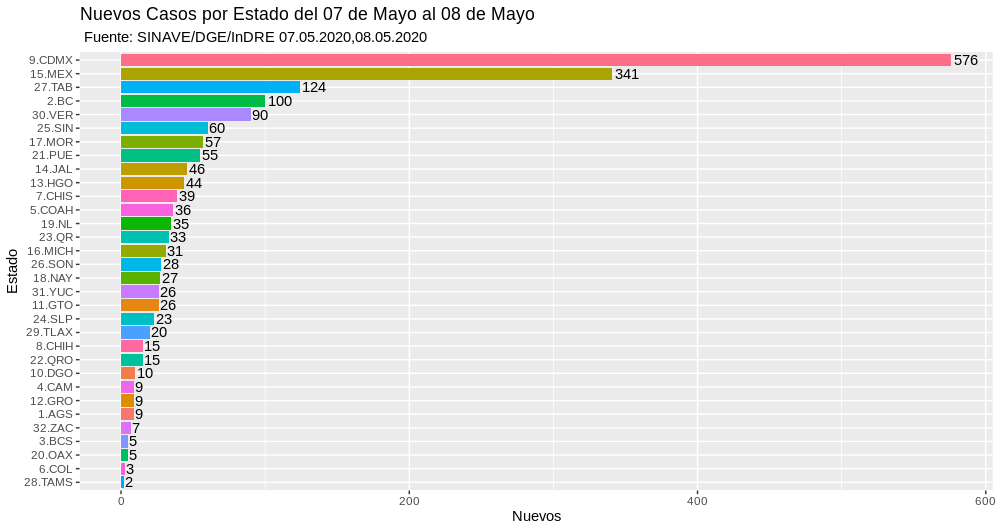 Nuevos Casos por Estado del 07 de Mayo al 08 de Mayo
Fuente: SINAVE/DGE/InDRE 07.05.2020,08.05.2020
Estado
9.CDMX 576
15.MEX 341
27.TAB 124
2.BC 100
30.VER 90
25.SIN 60
17.MOR 57
21.PUE 55
14.JAL 46
13.HGO 44
7.CHIS 39
5.COAH 36
19.NL 35
23.QR 33
16.MICH 31
26.SON 28
18.NAY 27
31.YUC 26
11.GTO 26
24.SLP 23
29.TLAX 20
8.CHIH 15
22.QRO 15
10.DGO 10
4.CAM 9
12.GRO 9
1.AGS 9
32.ZAC 7
3.BCS 5
20.OAX 5
6.COL 3
28.TAMS 2
0 200 400 600
Nuevos